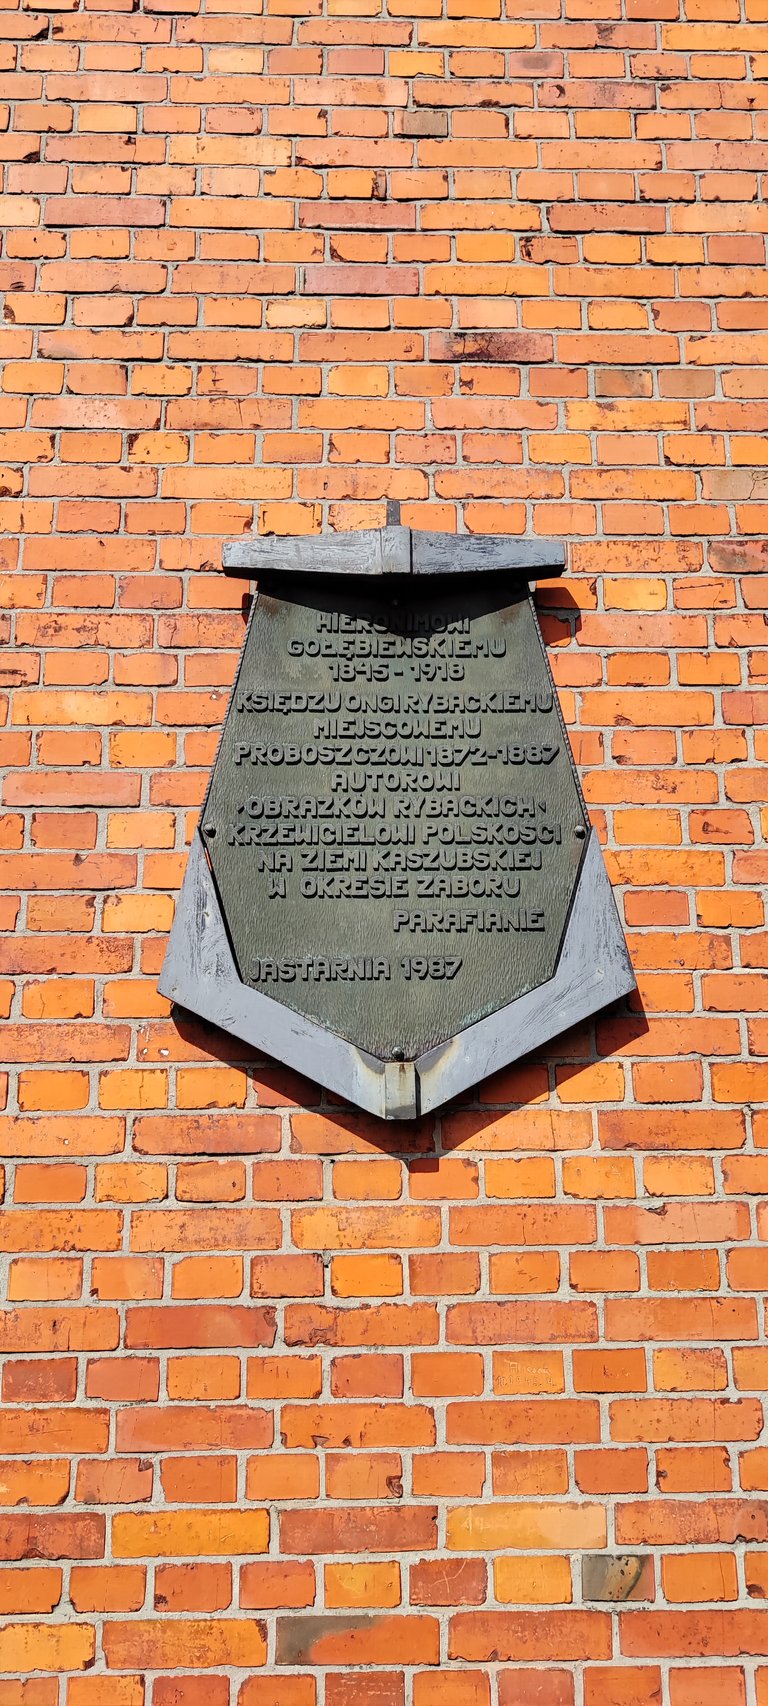 HIERONIMOWI
GOŁĘBIEWSKIEMU
1845-1918
KSIĘDZU ONGI RYBACKIEMU
MIEJSCOWEMU
PROBOSZCZOWI 1872-1887
AUTOROWI
"OBRAZKÓW RYBACKICH"
KRZEWICIELOWI POLSKOŚCI
NA ZIEMI KASZUBSKIEJ
W OKRESIE ZABORU
PARAFIANIE
JASTARNIA 1987